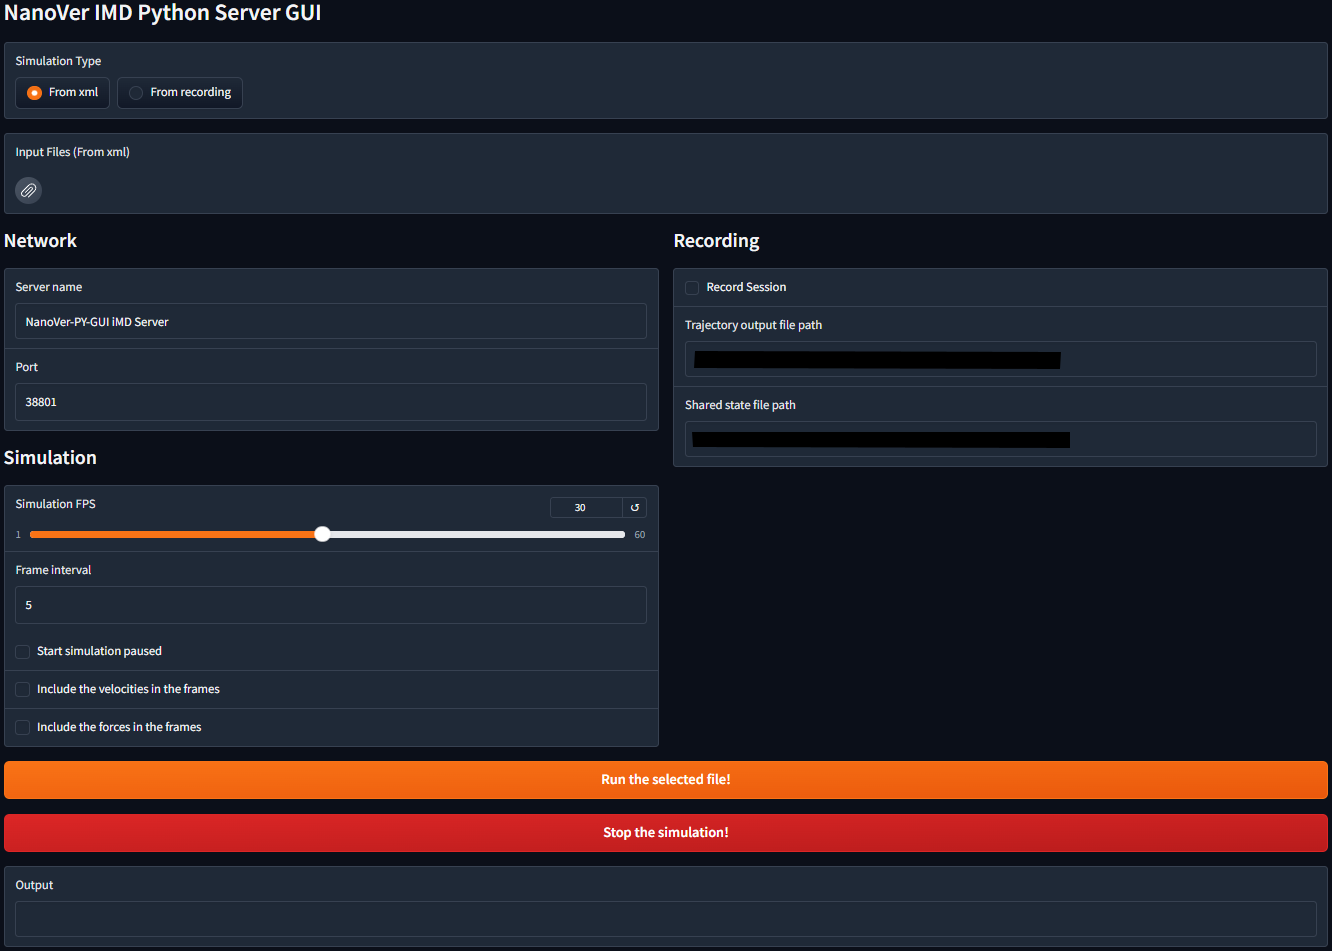 NanoVer IMD Python Server GUI
Simulation Type
From xml
From recording
Input Files (From xml)
Network
Server name
NanoVer-PY-GUI iMD Server
Port
38801
Recording
Record Session
Trajectory output file path
Shared state file path
Simulation
Simulation FPS
30
↺
1
60
Frame interval
5
Start simulation paused
Include the velocities in the frames
Include the forces in the frames
Run the selected file!
Stop the simulation!
Output